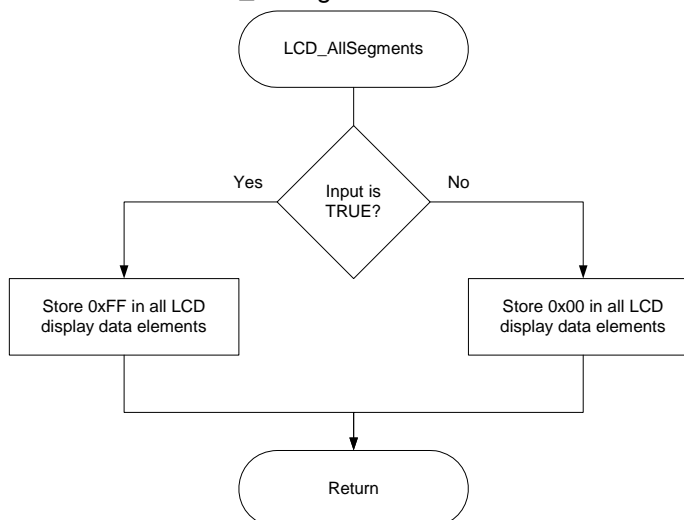 LCD_AllSegments
Input is
TRUE?
Yes
No
Store 0xFF in all LCD
display data elements
Store 0x00 in all LCD
display data elements
Return